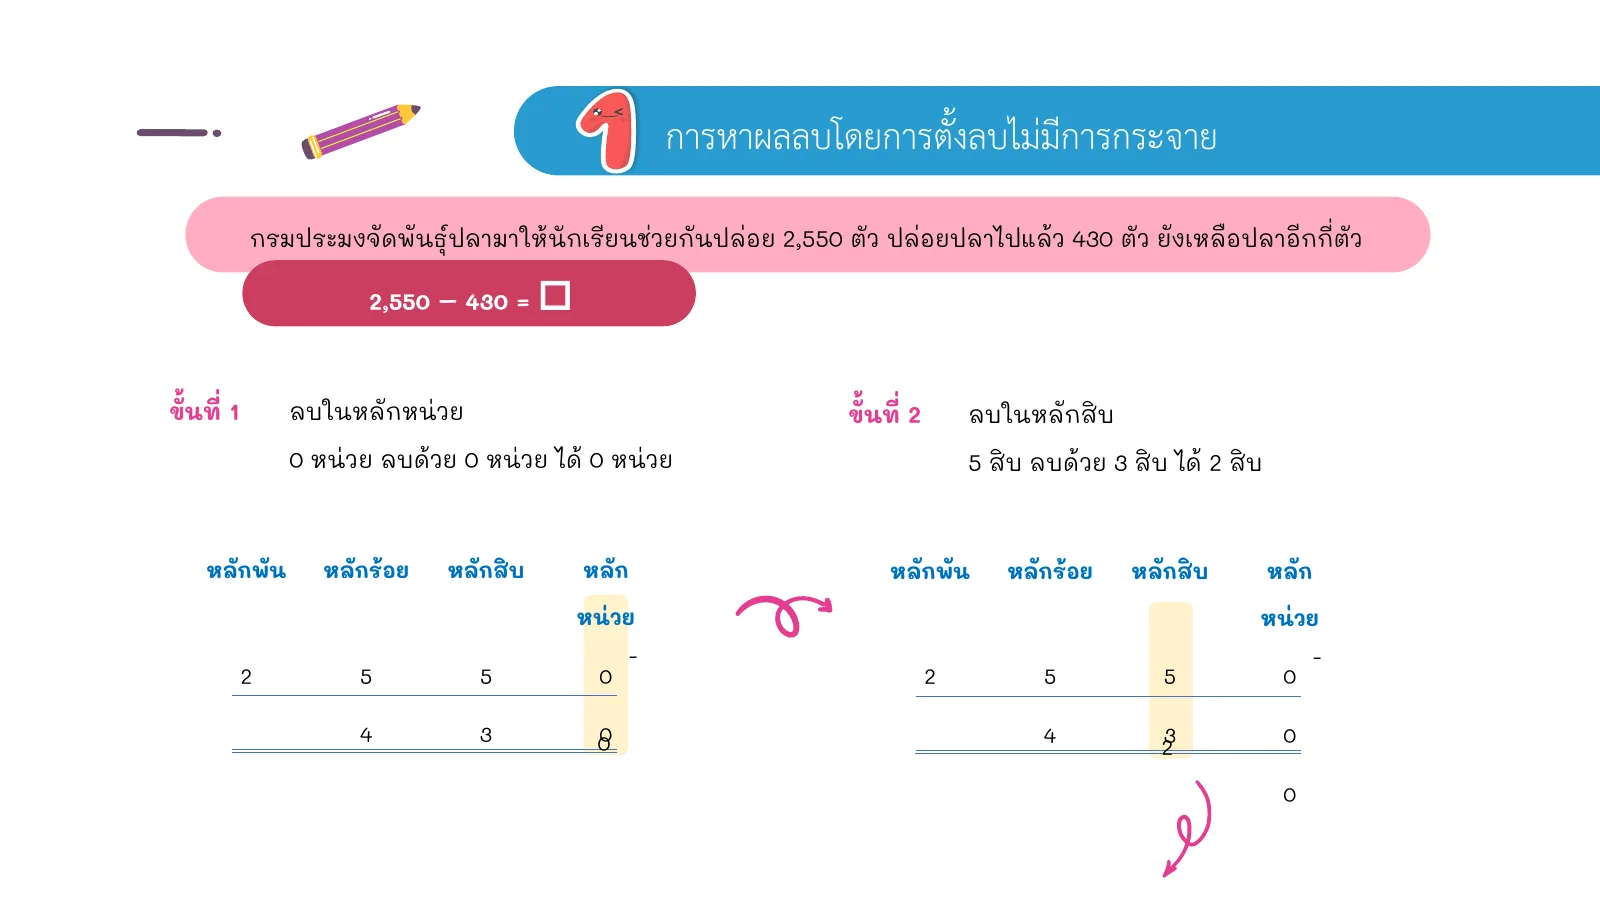 1
การหาผลลบโดยการตั้งลบไม่มีการกระจาย
กรมประมงจัดพันธุ์ปลามาให้นักเรียนช่วยกันปล่อย 2,550 ตัว ปล่อยปลาไปแล้ว 430 ตัว ยังเหลือปลาอีกกี่ตัว
2,550 – 430 = □
ขั้นที่ 1 ลบในหลักหน่วย
0 หน่วย ลบด้วย 0 หน่วย ได้ 0 หน่วย
หลักพัน หลักร้อย หลักสิบ หลัก
หน่วย
-
2 5 5 0
4 3 0
0
ขั้นที่ 2 ลบในหลักสิบ
5 สิบ ลบด้วย 3 สิบ ได้ 2 สิบ
หลักพัน หลักร้อย หลักสิบ หลัก
หน่วย
-
2 5 5 0
4 3 0
2
0